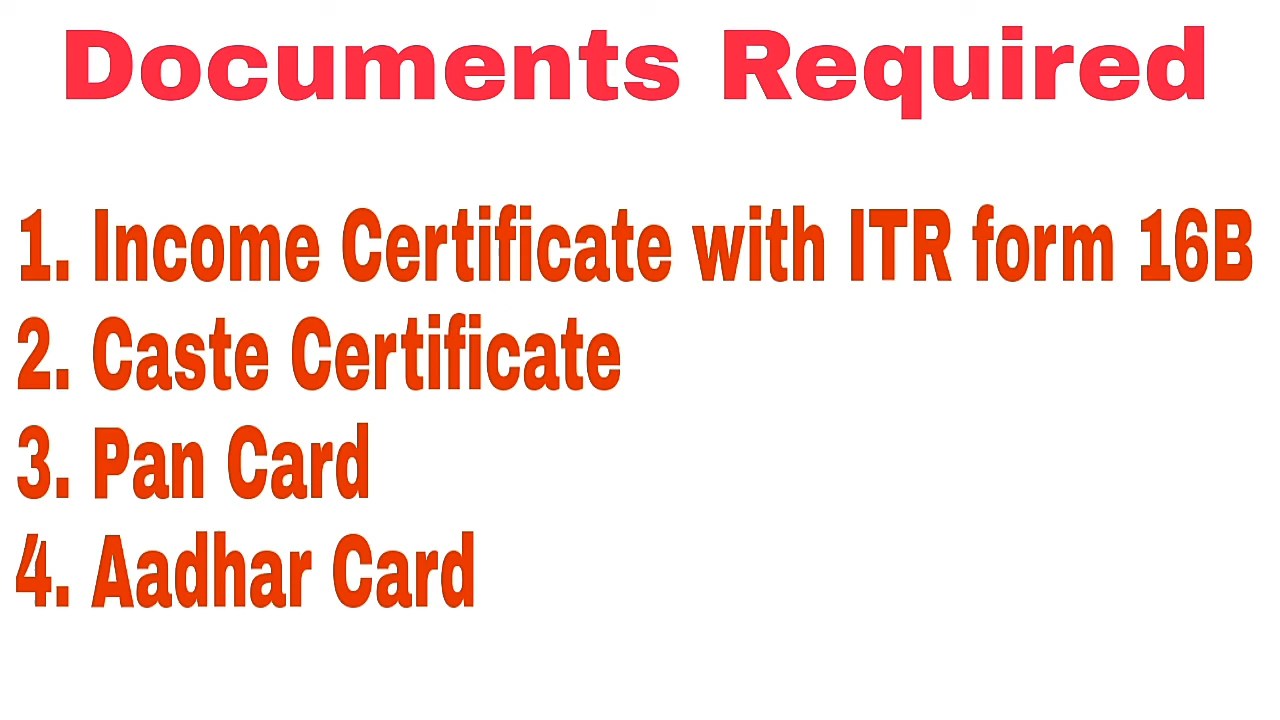 Documents Required
1. Income Certificate with ITR form 16B
2. Caste Certificate
3. Pan Card
4. Aadhar Card